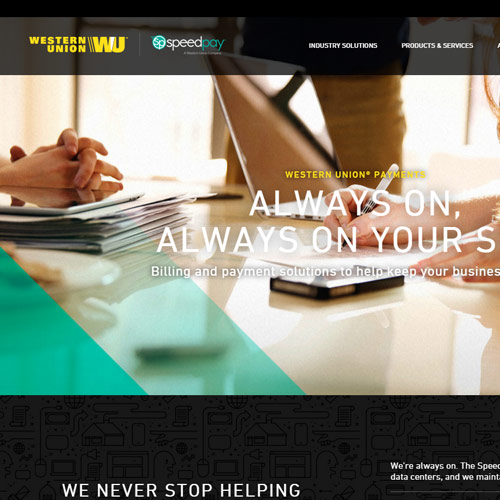 WESTERN UNION WU speedpay
INDUSTRY SOLUTIONS PRODUCTS & SERVICES A
WESTERN UNION® PAYMENTS
ALWAYS ON,
ALWAYS ON YOUR S
Billing and payment solutions to help keep your busines
We're always on. The Speed
data centers, and we maint
WE NEVER STOP HELPING